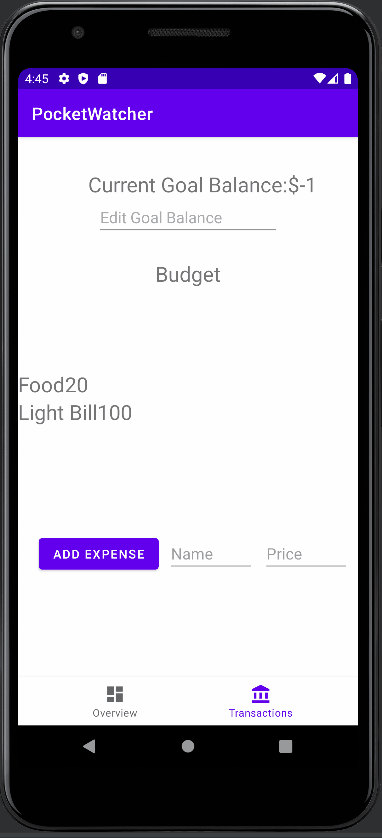 4:45
PocketWatcher
Current Goal Balance:$-1
Edit Goal Balance
Budget
Food20
Light Bill100
ADD EXPENSE Name Price
Overview Transactions